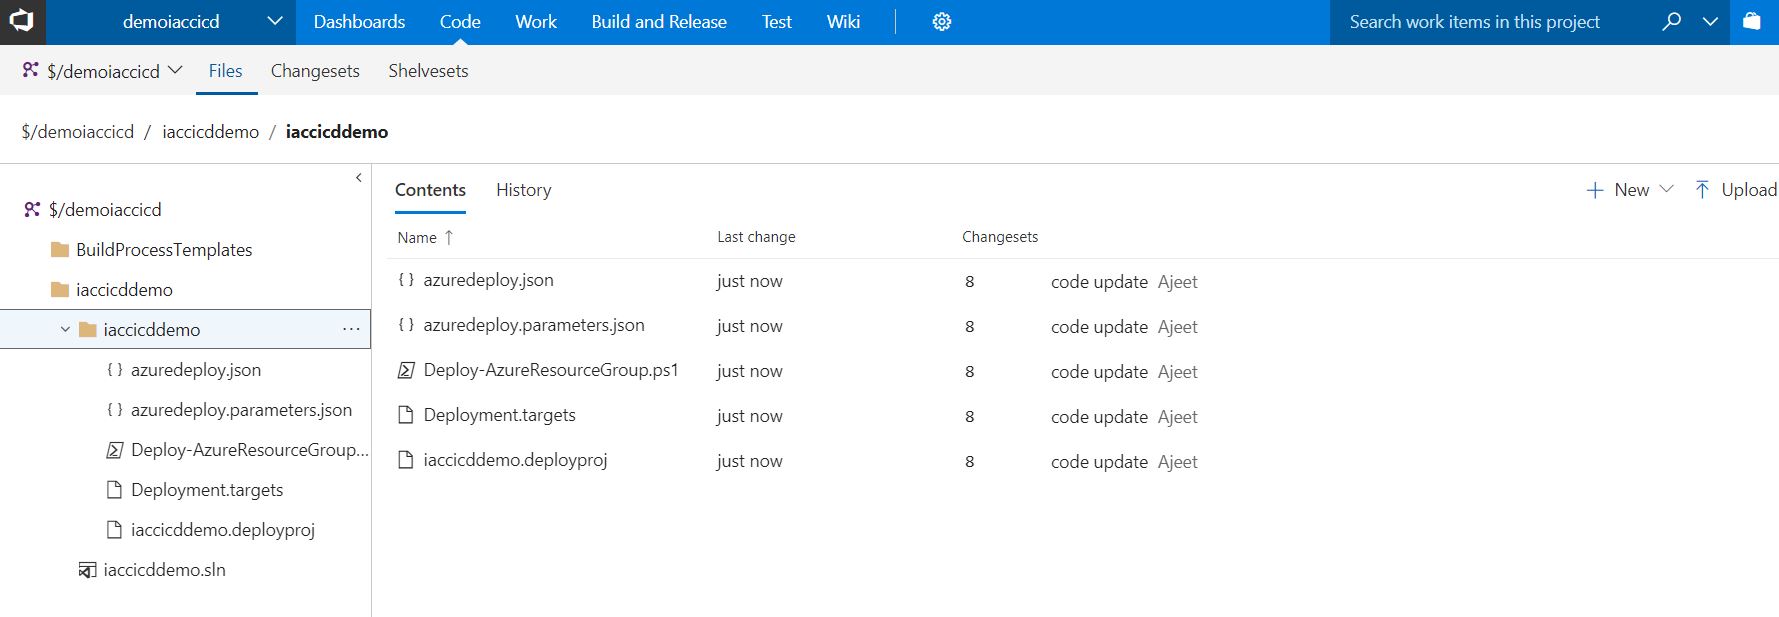 demoiaccicd Dashboards Code Work Build and Release Test Wiki Search work items in this project
$/demoiaccicd Files Changesets Shelvesets
$/demoiaccicd / iaccicddemo / iaccicddemo
$/demoiaccicd
BuildProcessTemplates
iaccicddemo
iaccicddemo ...
azuredeploy.json
azuredeploy.parameters.json
Deploy-AzureResourceGroup...
Deployment.targets
iaccicddemo.deployproj
iaccicddemo.sln
Contents History + New Upload
Name ↑ Last change Changesets
{ } azuredeploy.json just now 8 code update Ajeet
{ } azuredeploy.parameters.json just now 8 code update Ajeet
Deploy-AzureResourceGroup.ps1 just now 8 code update Ajeet
Deployment.targets just now 8 code update Ajeet
iaccicddemo.deployproj just now 8 code update Ajeet